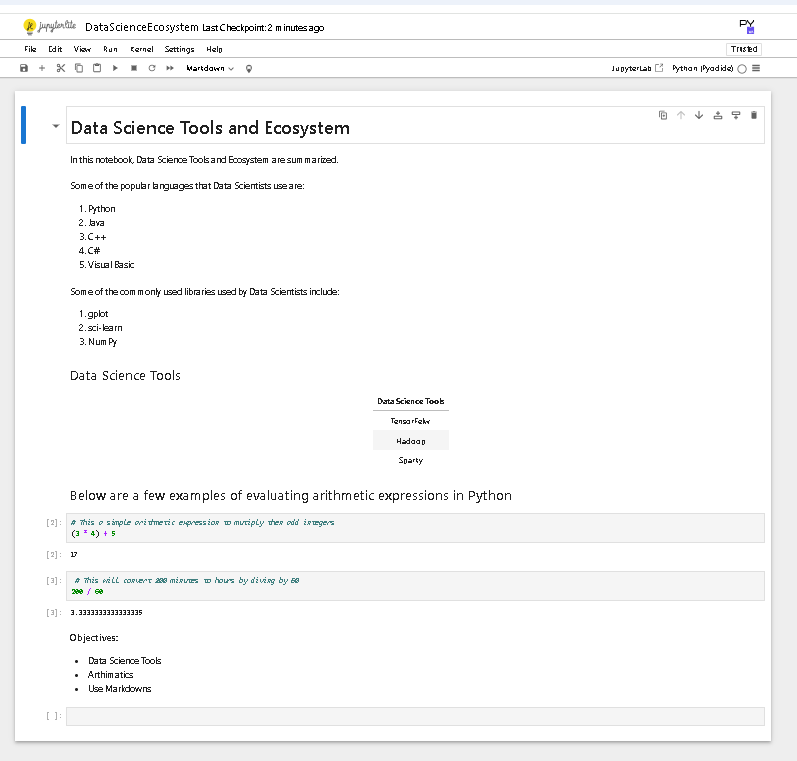 jupyterlite DataScienceEcosystem Last Checkpoint: 2 minutes ago PY
File Edit View Run Kernel Settings Help Trusted
Markdown JupyterLab Python (Pyodide)
Data Science Tools and Ecosystem
In this notebook, Data Science Tools and Ecosystem are summarized.
Some of the popular languages that Data Scientists use are:
1. Python
2. Java
3. C++
4. C#
5. Visual Basic
Some of the commonly used libraries used by Data Scientists include:
1. gplot
2. sci-learn
3. NumPy
Data Science Tools
Data Science Tools
TensorFelw
Hadoop
Sparty
Below are a few examples of evaluating arithmetic expressions in Python
[2]: # This a simple arithmetic expression to mutiply then add integers
(3 * 4) + 5
[2]: 17
[3]: # This will convert 200 minutes to hours by diving by 60
200 / 60
[3]: 3.3333333333333335
Objectives:
• Data Science Tools
• Arthimatics
• Use Markdowns
[ ]: